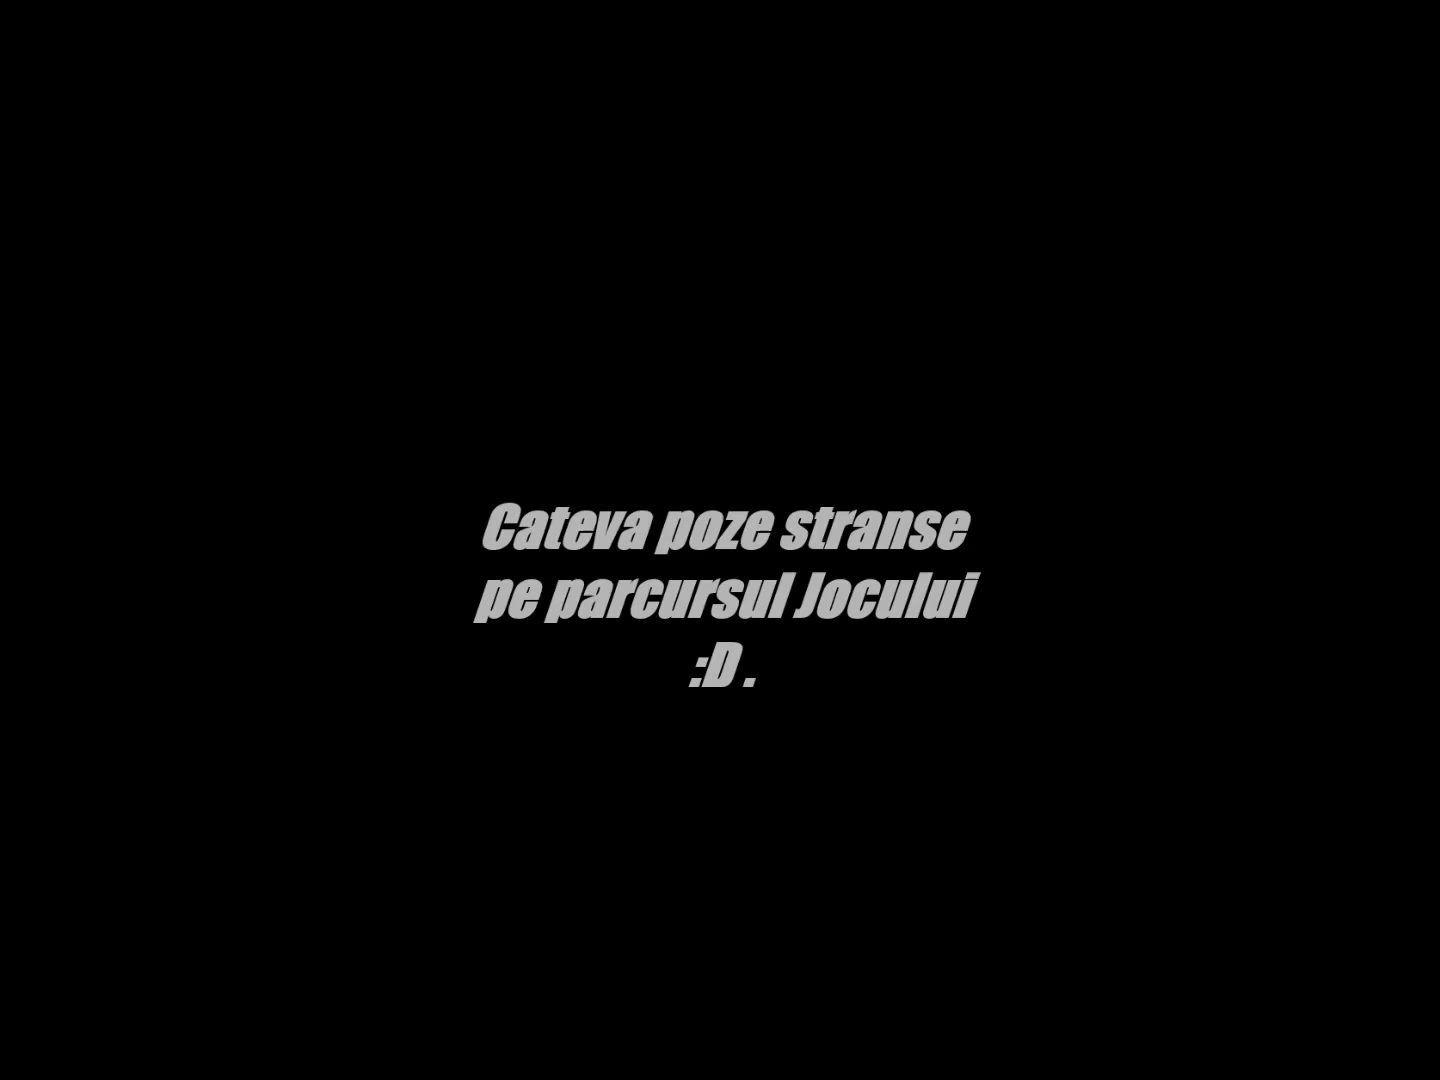 Cateva poze stranse
pe parcursul Jocului
:D .